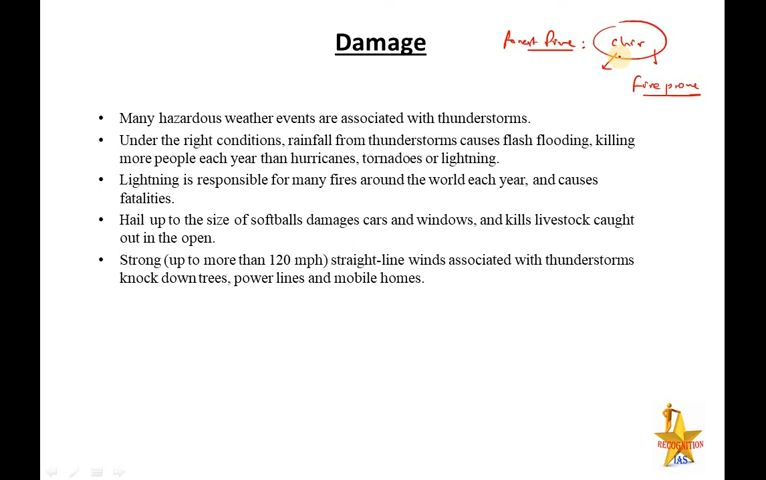 Damage
forest fire : chir
fire prone
• Many hazardous weather events are associated with thunderstorms.
• Under the right conditions, rainfall from thunderstorms causes flash flooding, killing
more people each year than hurricanes, tornadoes or lightning.
• Lightning is responsible for many fires around the world each year, and causes
fatalities.
• Hail up to the size of softballs damages cars and windows, and kills livestock caught
out in the open.
• Strong (up to more than 120 mph) straight-line winds associated with thunderstorms
knock down trees, power lines and mobile homes.
RECOGNITION
IAS